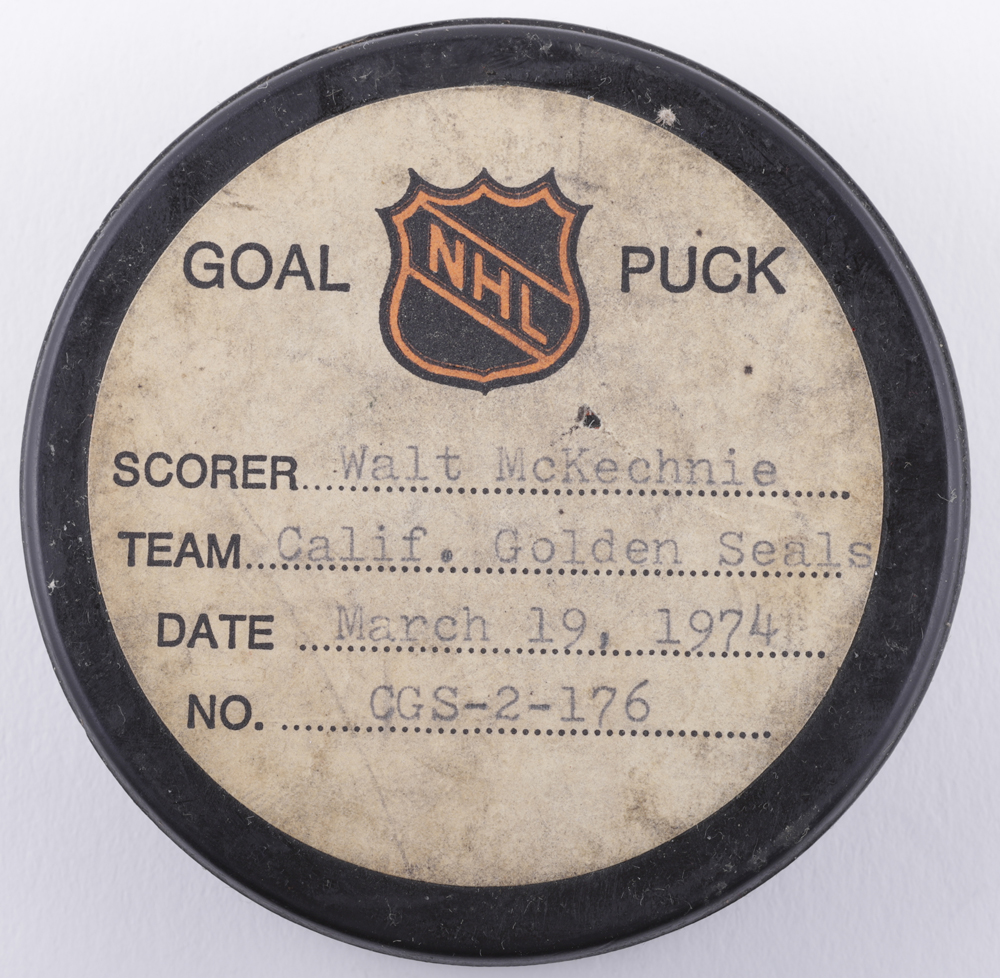 GOAL NHL PUCK
SCORER... Walt McKechnie
TEAM... Calif. Golden Seals
DATE ... March 19, 1974
NO. ... CGS-2-176